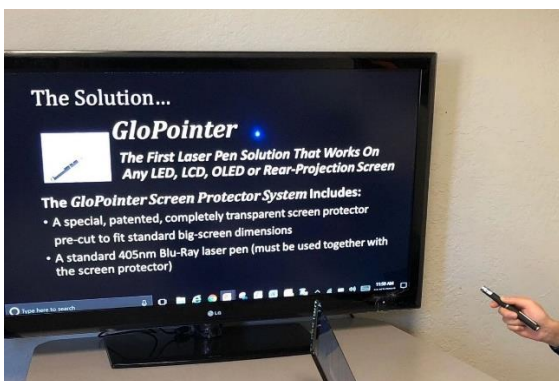 The Solution...
GloPointer
The First Laser Pen Solution That Works On
Any LED, LCD, OLED or Rear-Projection Screen
The GloPointer Screen Protector System Includes:
• A special, patented, completely transparent screen protector
pre-cut to fit standard big-screen dimensions
• A standard 405nm Blu-Ray laser pen (must be used together with
the screen protector)
Type here to search
11:05 AM
LG